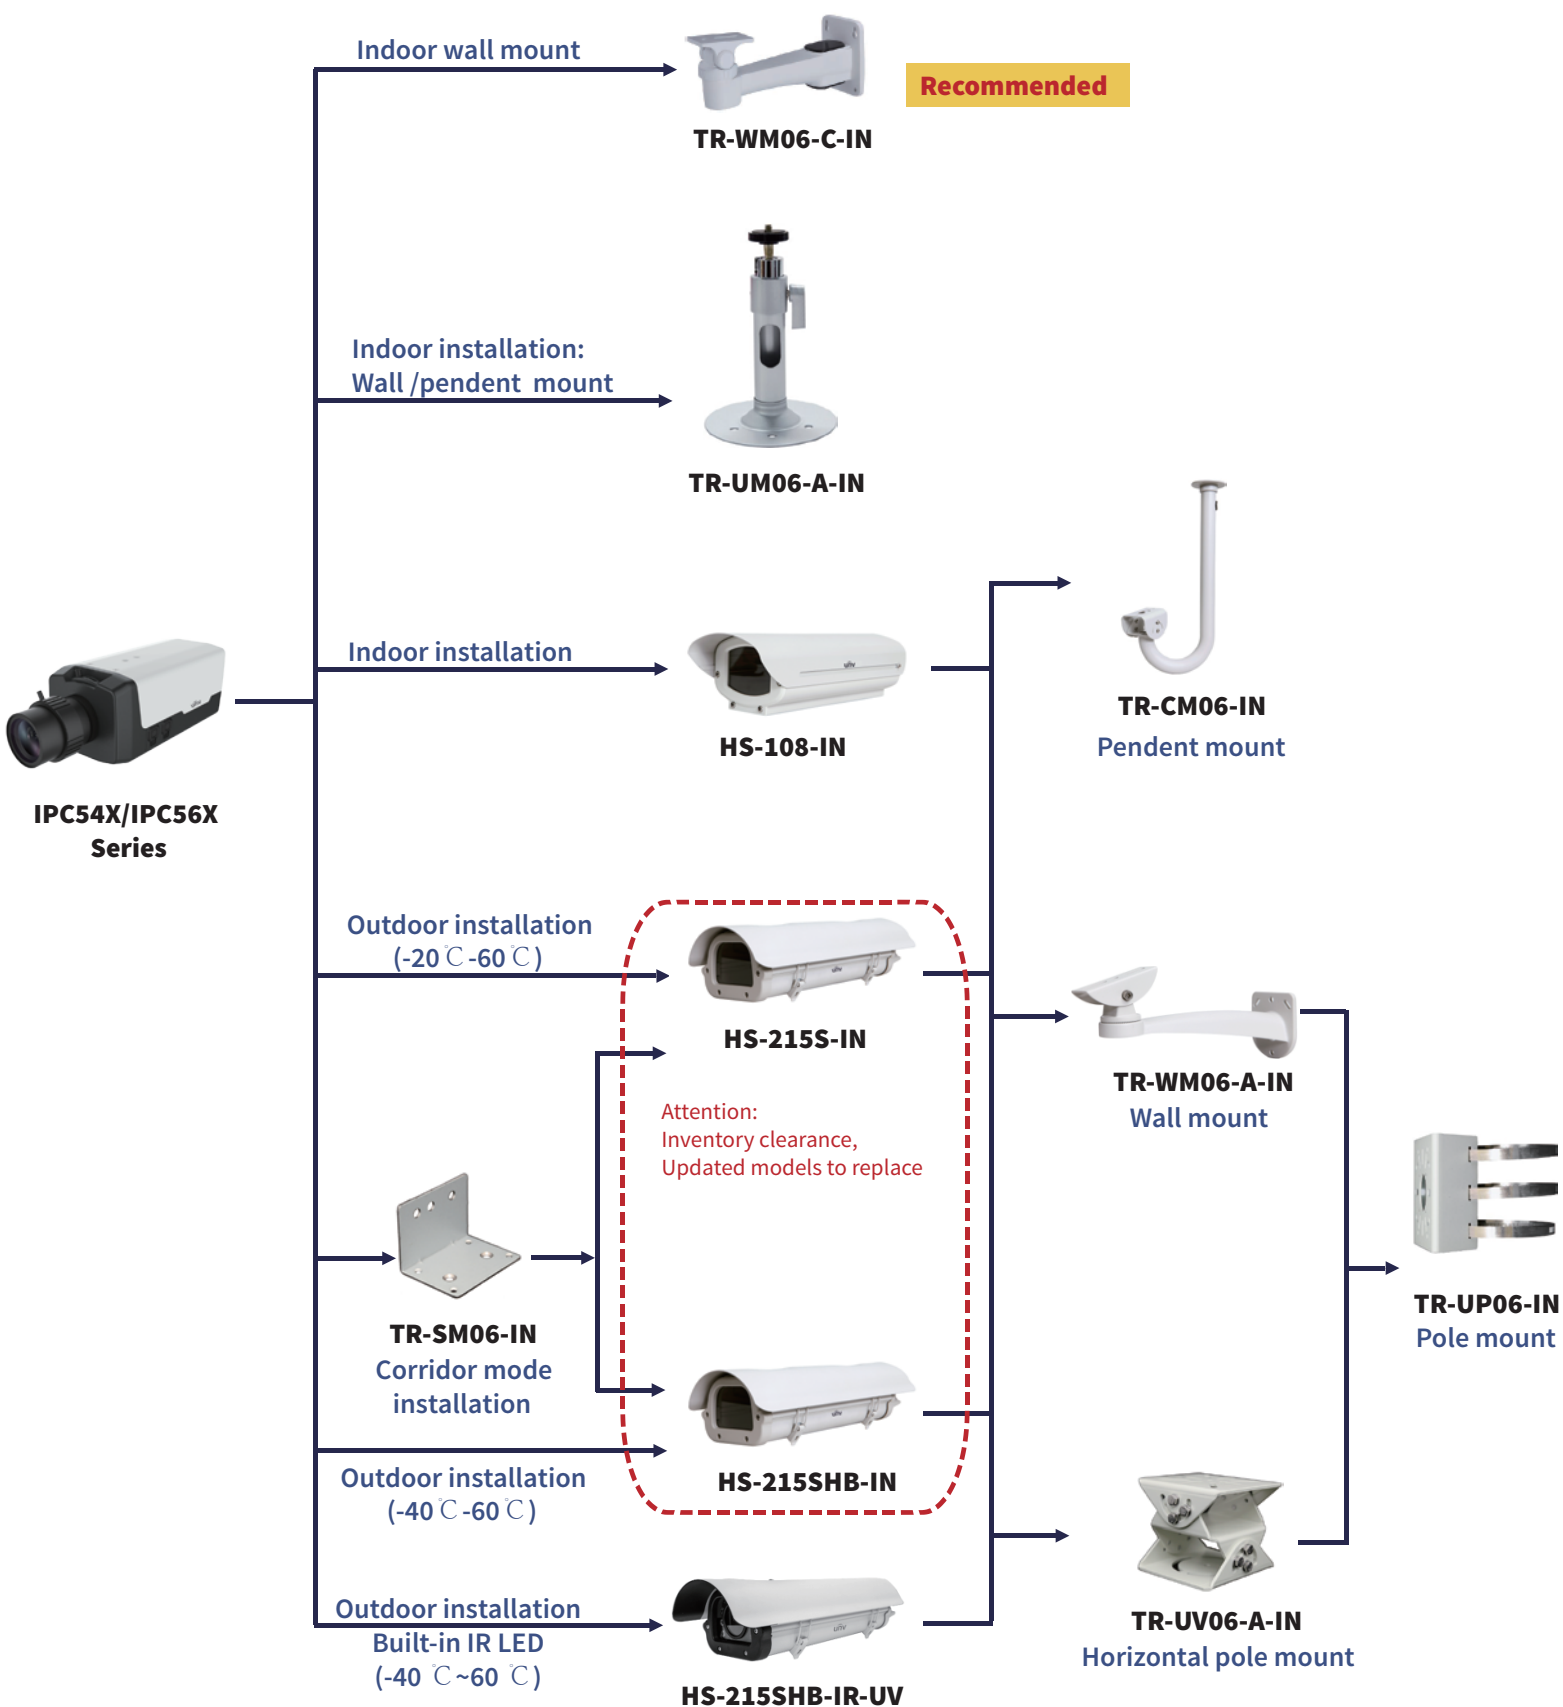 Indoor wall mount
Recommended
TR-WM06-C-IN
Indoor installation:
Wall /pendent  mount
TR-UM06-A-IN
Indoor installation
unv
HS-108-IN
TR-CM06-IN
Pendent mount
IPC54X/IPC56X
Series
Outdoor installation
(-20℃-60℃)
unv
HS-215S-IN
TR-WM06-A-IN
Wall mount
Attention:
Inventory clearance,
Updated models to replace
TR-SM06-IN
Corridor mode
installation
TR-UP06-IN
Pole mount
unv
HS-215SHB-IN
Outdoor installation
(-40℃-60℃)
Outdoor installation
Built-in IR LED
(-40 ℃~60 ℃)
unv
HS-215SHB-IR-UV
TR-UV06-A-IN
Horizontal pole mount